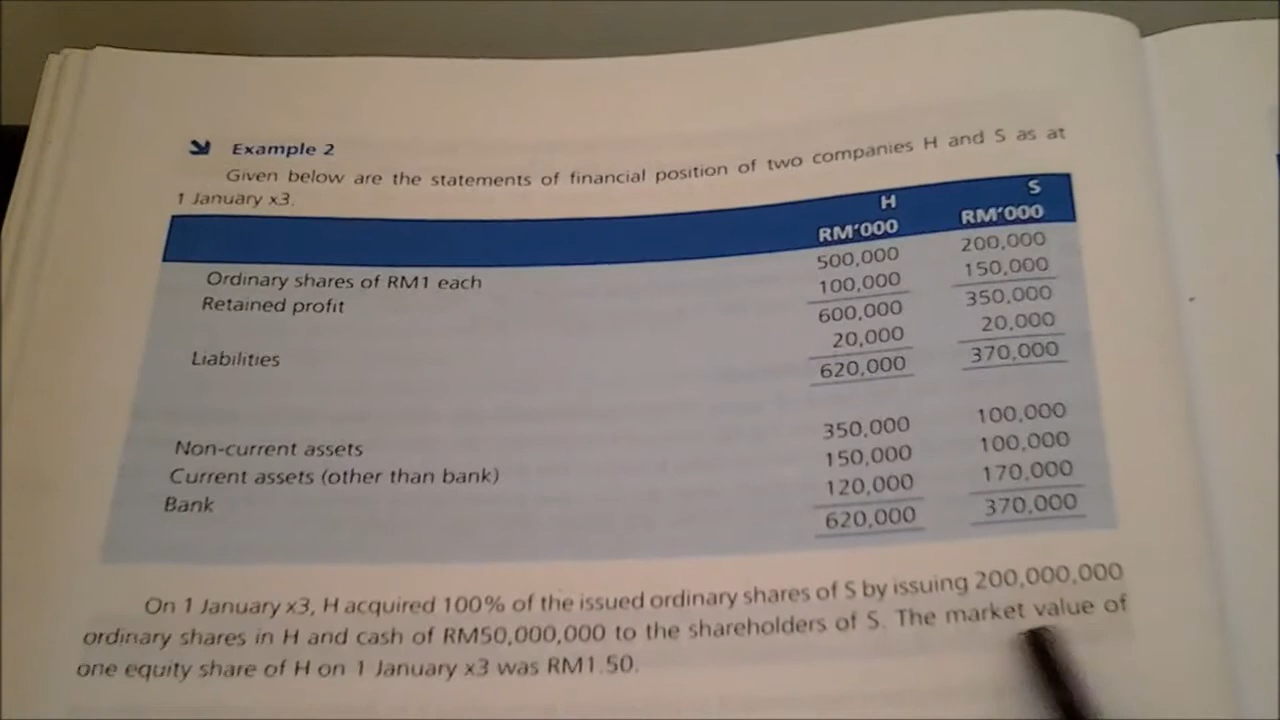 Example 2
Given below are the statements of financial position of two companies H and S as at
1 January x3.
H S
RM'000 RM'000
Ordinary shares of RM1 each 500,000 200,000
Retained profit 100,000 150,000
600,000 350,000
Liabilities 20,000 20,000
620,000 370,000
Non-current assets 350,000 100,000
Current assets (other than bank) 150,000 100,000
Bank 120,000 170,000
620,000 370,000
On 1 January x3, H acquired 100% of the issued ordinary shares of S by issuing 200,000,000
ordinary shares in H and cash of RM50,000,000 to the shareholders of S. The market value of
one equity share of H on 1 January x3 was RM1.50.